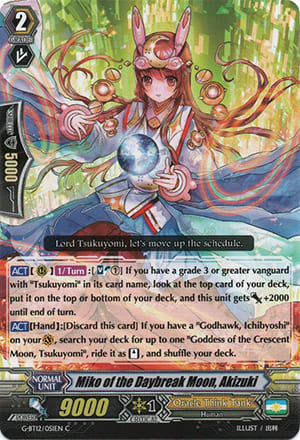 2
GRADE
5000
SHIELD
Lord Tsukuyomi, let's move up the schedule.
ACT 1/Turn :[ 1] If you have a grade 3 or greater vanguard
with "Tsukuyomi" in its card name, look at the top card of your deck,
put it on the top or bottom of your deck, and this unit gets +2000
until end of turn.
ACT [Hand]:[Discard this card] If you have a "Godhawk, Ichibyoshi" on
your , search your deck for up to one "Goddess of the Crescent
Moon, Tsukuyomi", ride it as , and shuffle your deck.
NORMAL
UNIT
Miko of the Daybreak Moon, Akizuki
POWER
9000
1
CRITICAL
Oracle Think Tank
Human
G-BT12/051EN C
ILLUST / 出利